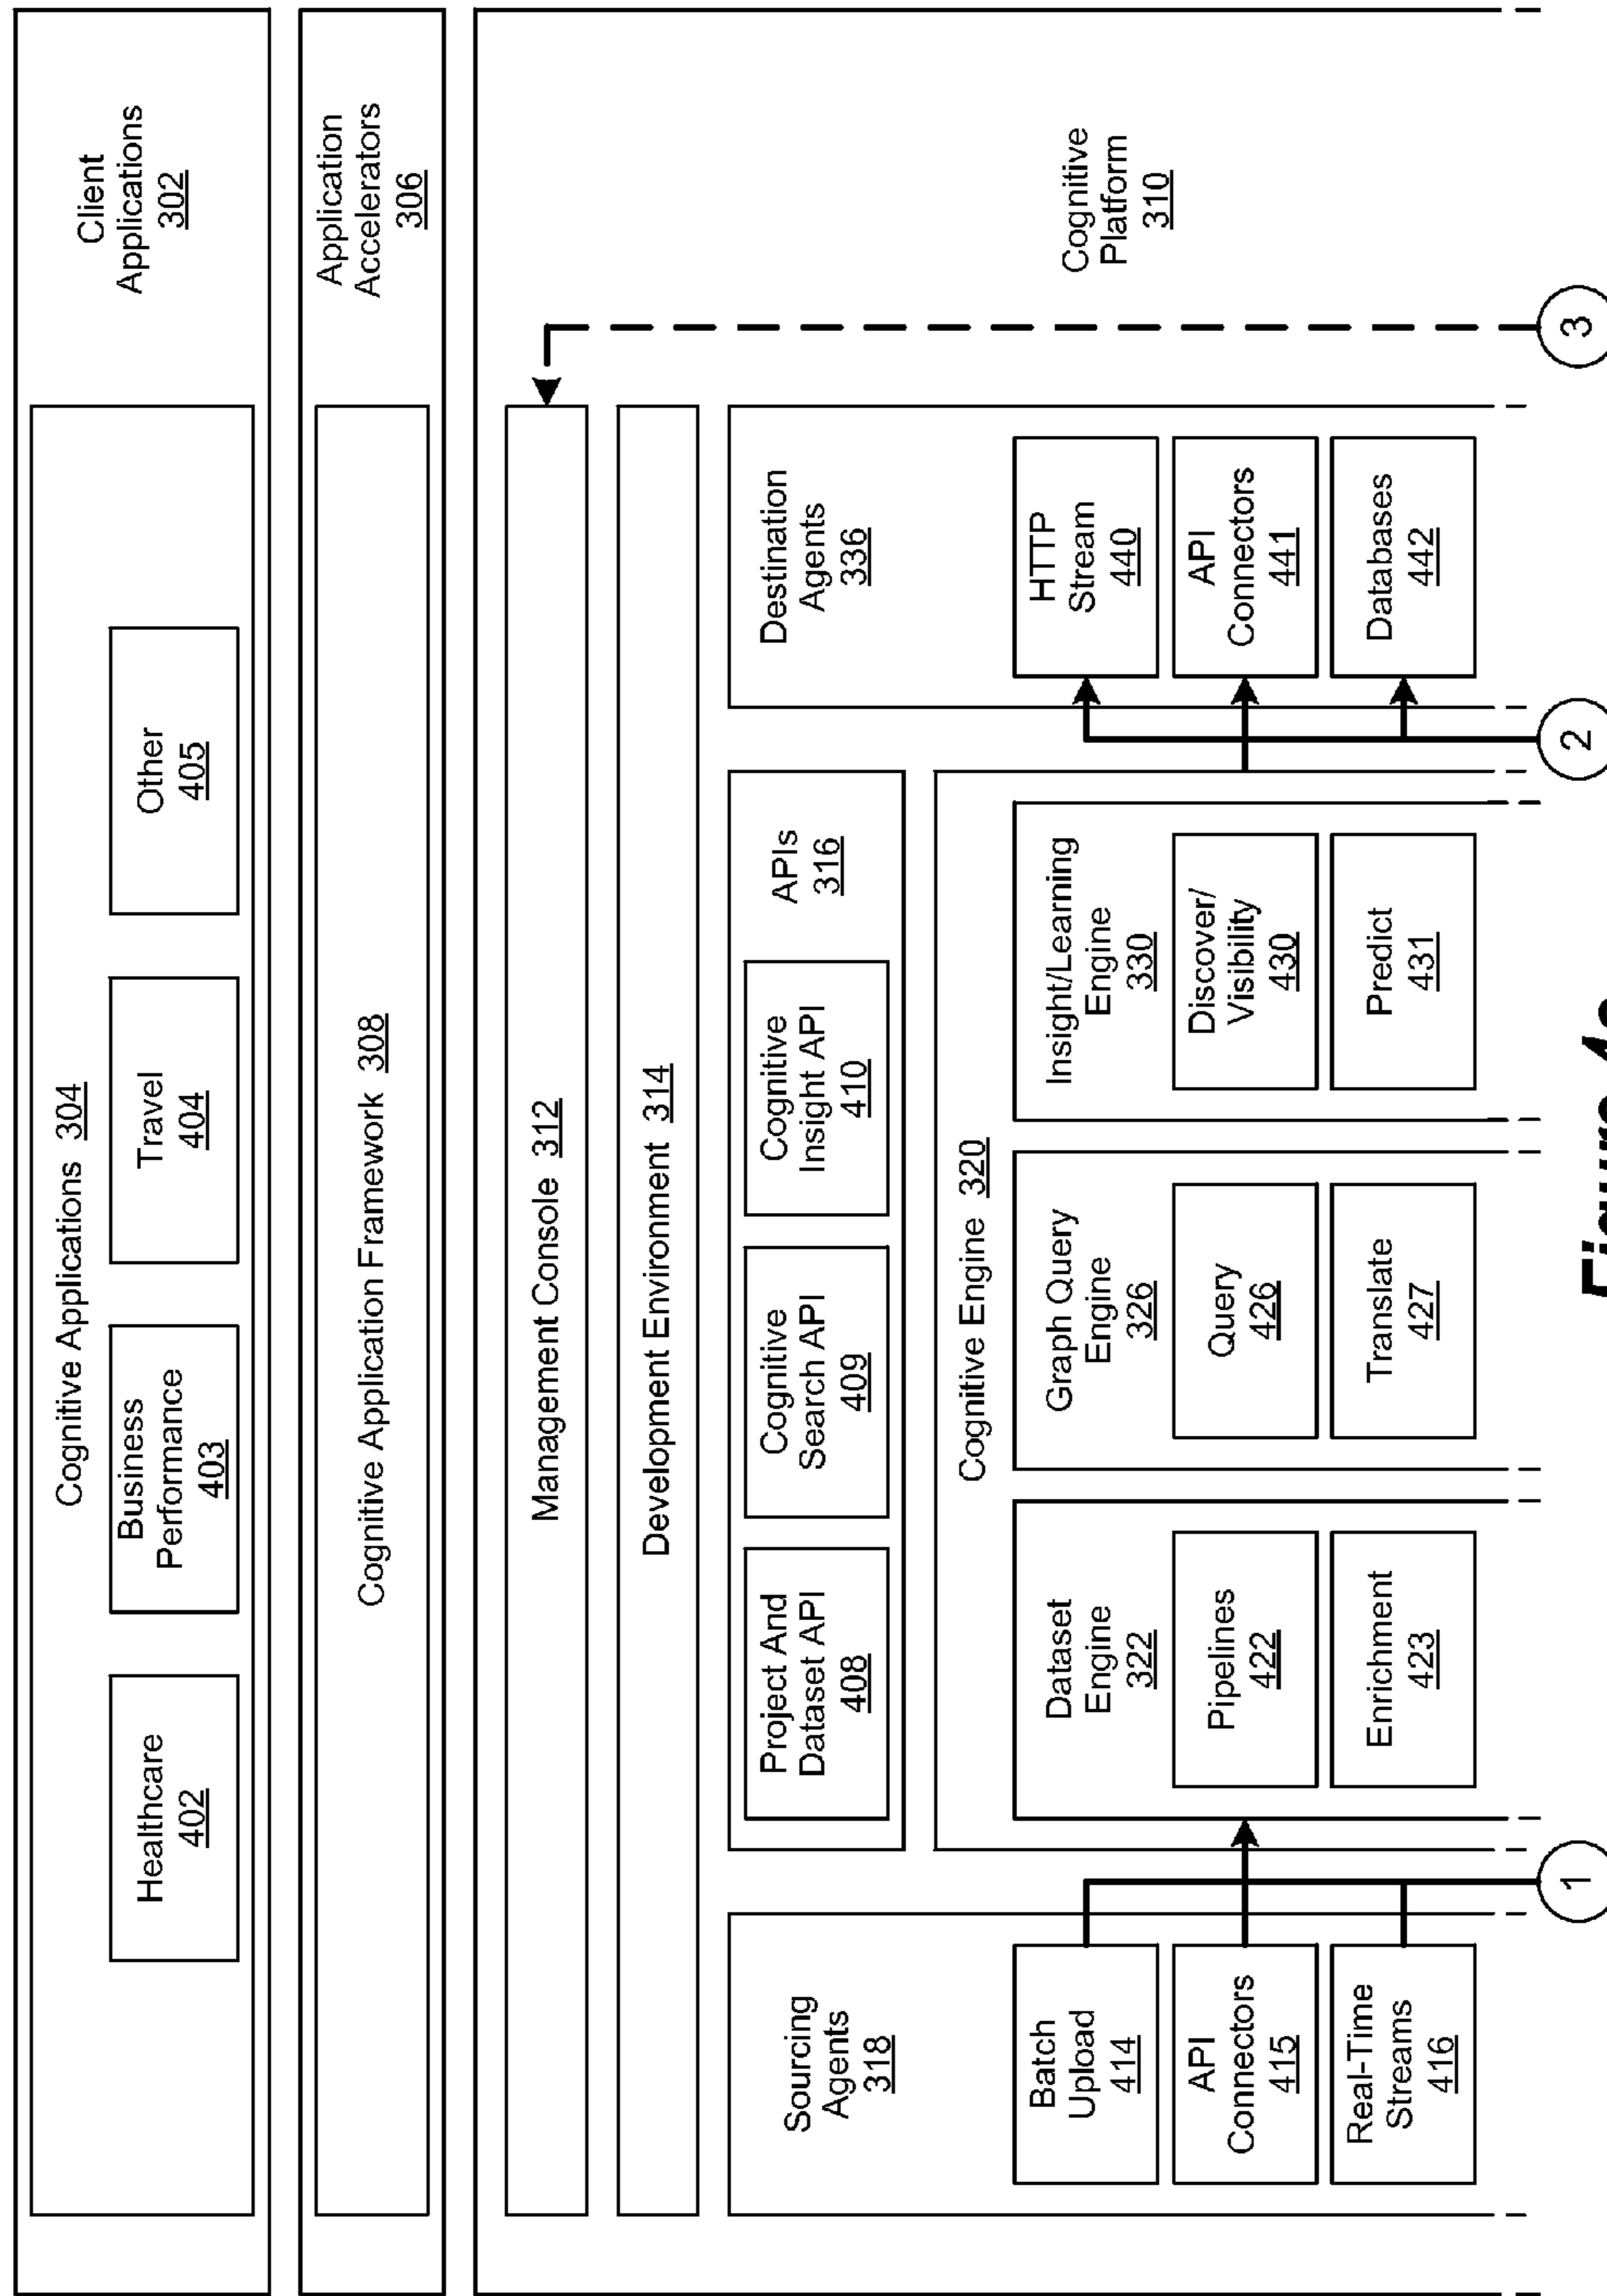 Client
Applications
302
Cognitive Applications 304
Healthcare
402
Business
Performance
403
Travel
404
Other
405
Application
Accelerators
306
Cognitive Application Framework 308
Cognitive
Platform
310
Management Console 312
Development Environment 314
Sourcing
Agents
318
Batch
Upload
414
API
Connectors
415
Real-Time
Streams
416
APIs
316
Project And
Dataset API
408
Cognitive
Search API
409
Cognitive
Insight API
410
Cognitive Engine 320
Dataset
Engine
322
Pipelines
422
Enrichment
423
Graph Query
Engine
326
Query
426
Translate
427
Insight/Learning
Engine
330
Discover/
Visibility
430
Predict
431
Destination
Agents
336
HTTP
Stream
440
API
Connectors
441
Databases
442
1
2
3
Figure